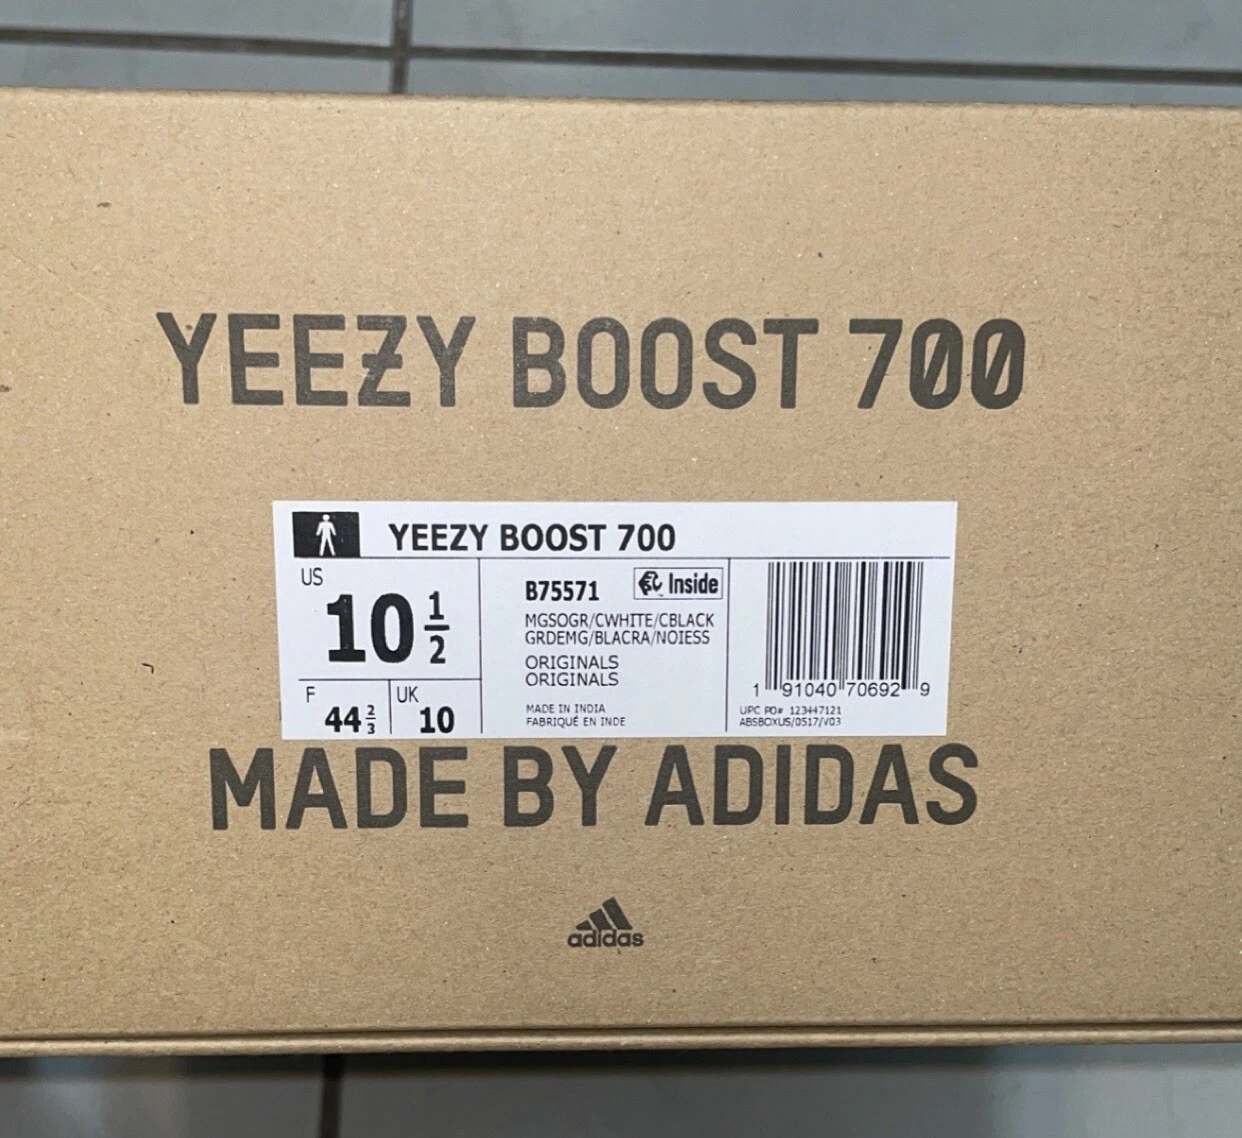 YEEZY BOOST 700
YEEZY BOOST 700
US
10 1/2
F
44 2/3
UK
10
B75571
Inside
MGSOGR/CWHITE/CBLACK
GRDEMG/BLACRA/NOIESS
ORIGINALS
ORIGINALS
MADE IN INDIA
FABRIQUÉ EN INDE
1 91040 70692 9
UPC PO# 123447121
ABSBOXUS/0517/V03
MADE BY ADIDAS
adidas